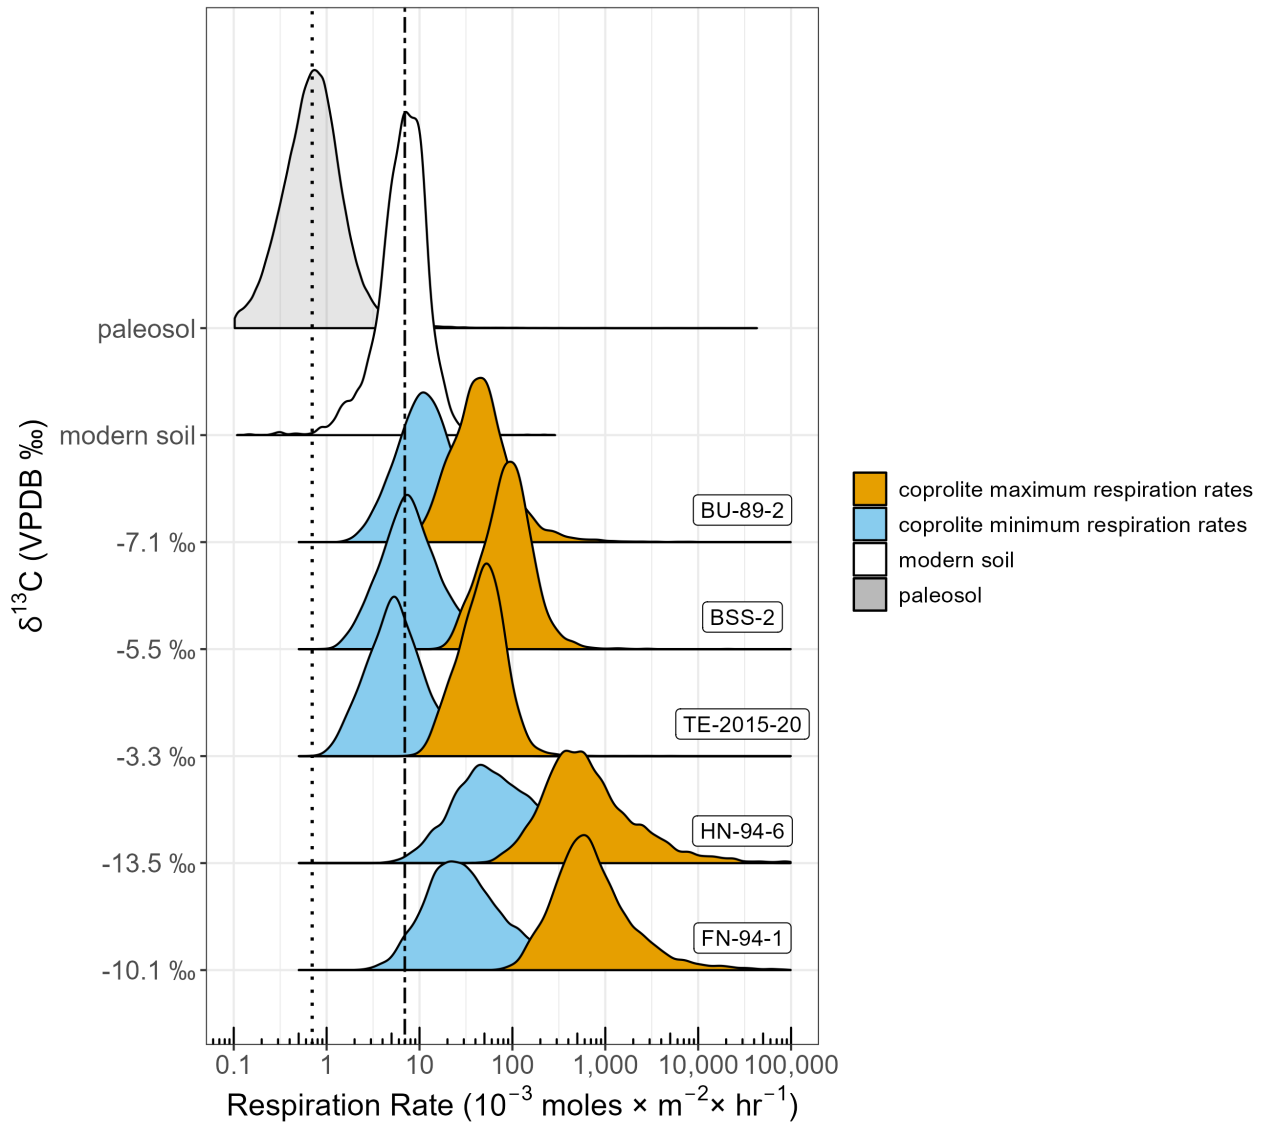 δ¹³C (VPDB ‰)
paleosol
modern soil
-7.1 ‰
-5.5 ‰
-3.3 ‰
-13.5 ‰
-10.1 ‰
BU-89-2
BSS-2
TE-2015-20
HN-94-6
FN-94-1
0.1 1 10 100 1,000 10,000 100,000
Respiration Rate (10⁻³ moles × m⁻²× hr⁻¹)
coprolite maximum respiration rates
coprolite minimum respiration rates
modern soil
paleosol